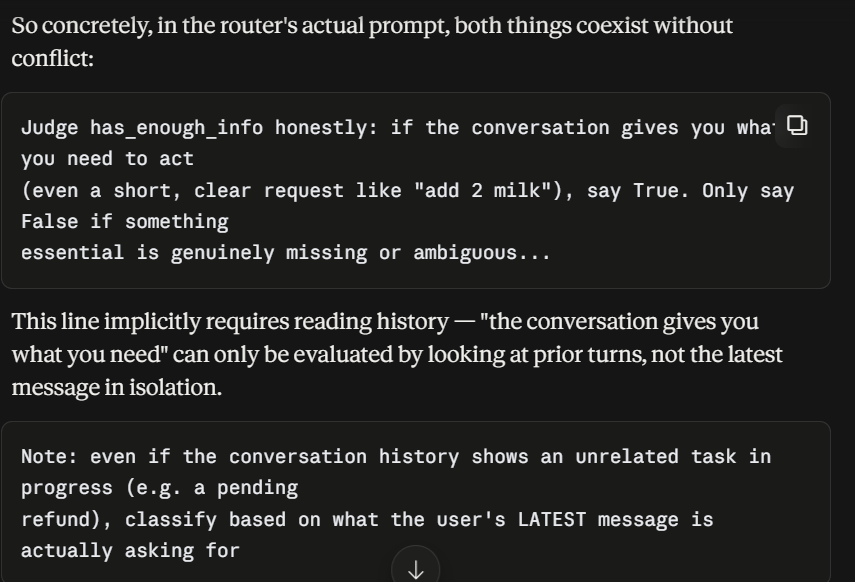 So concretely, in the router's actual prompt, both things coexist without
conflict:
Judge has_enough_info honestly: if the conversation gives you
you need to act
(even a short, clear request like "add 2 milk"), say True. Only say
False if something
essential is genuinely missing or ambiguous...
This line implicitly requires reading history — "the conversation gives you
what you need" can only be evaluated by looking at prior turns, not the latest
message in isolation.
Note: even if the conversation history shows an unrelated task in
progress (e.g. a pending
refund), classify based on what the user's LATEST message is
actually asking for